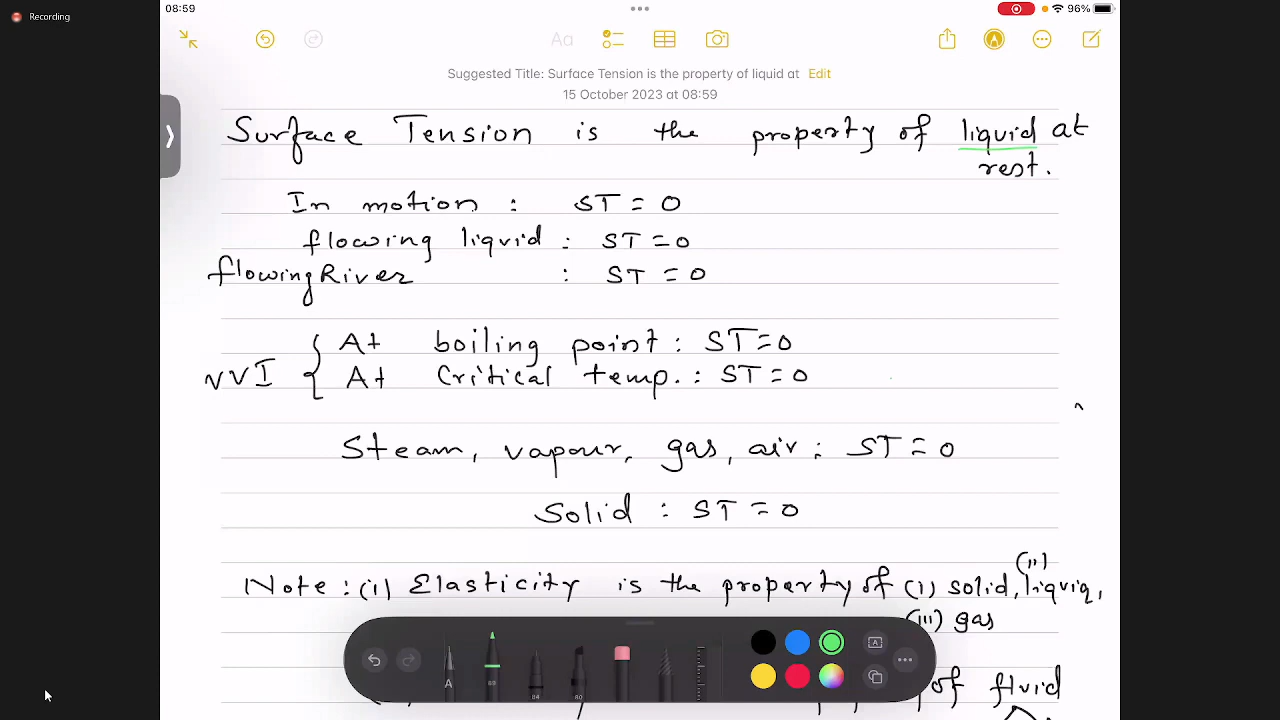 Recording
08:59
96%
Aa
Suggested Title: Surface Tension is the property of liquid at Edit
15 October 2023 at 08:59
Surface Tension is the property of liquid at
rest.
In motion : ST = 0
flowing liquid : ST = 0
flowing River : ST = 0
At boiling point : ST = 0
VVI
At Critical temp. : ST = 0
Steam, vapour, gas, air : ST = 0
Solid : ST = 0
(ii)
Note : (i) Elasticity is the property of (i) solid, liquiq,
(iii) gas
of fluid